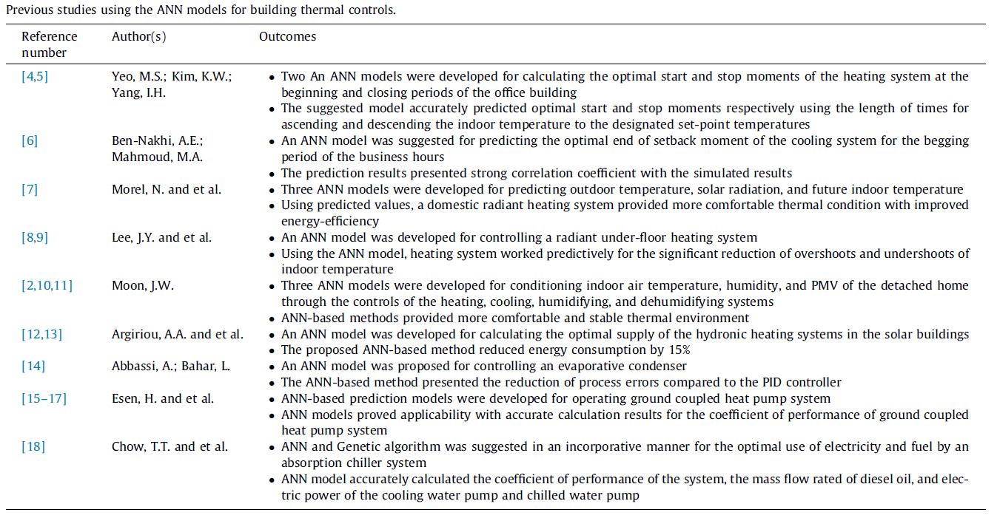 Previous studies using the ANN models for building thermal controls.
Reference number Author(s) Outcomes
[4,5] Yeo, M.S.; Kim, K.W.; Yang, I.H.
• Two An ANN models were developed for calculating the optimal start and stop moments of the heating system at the
beginning and closing periods of the office building
• The suggested model accurately predicted optimal start and stop moments respectively using the length of times for
ascending and descending the indoor temperature to the designated set-point temperatures
[6] Ben-Nakhi, A.E.; Mahmoud, M.A.
• An ANN model was suggested for predicting the optimal end of setback moment of the cooling system for the begging
period of the business hours
• The prediction results presented strong correlation coefficient with the simulated results
[7] Morel, N. and et al.
• Three ANN models were developed for predicting outdoor temperature, solar radiation, and future indoor temperature
• Using predicted values, a domestic radiant heating system provided more comfortable thermal condition with improved
energy-efficiency
[8,9] Lee, J.Y. and et al.
• An ANN model was developed for controlling a radiant under-floor heating system
• Using the ANN model, heating system worked predictively for the significant reduction of overshoots and undershoots of
indoor temperature
[2,10,11] Moon, J.W.
• Three ANN models were developed for conditioning indoor air temperature, humidity, and PMV of the detached home
through the controls of the heating, cooling, humidifying, and dehumidifying systems
• ANN-based methods provided more comfortable and stable thermal environment
[12,13] Argiriou, A.A. and et al.
• An ANN model was developed for calculating the optimal supply of the hydronic heating systems in the solar buildings
• The proposed ANN-based method reduced energy consumption by 15%
[14] Abbassi, A.; Bahar, L.
• An ANN model was proposed for controlling an evaporative condenser
• The ANN-based method presented the reduction of process errors compared to the PID controller
[15–17] Esen, H. and et al.
• ANN-based prediction models were developed for operating ground coupled heat pump system
• ANN models proved applicability with accurate calculation results for the coefficient of performance of ground coupled
heat pump system
[18] Chow, T.T. and et al.
• ANN and Genetic algorithm was suggested in an incorporative manner for the optimal use of electricity and fuel by an
absorption chiller system
• ANN model accurately calculated the coefficient of performance of the system, the mass flow rated of diesel oil, and elec-
tric power of the cooling water pump and chilled water pump